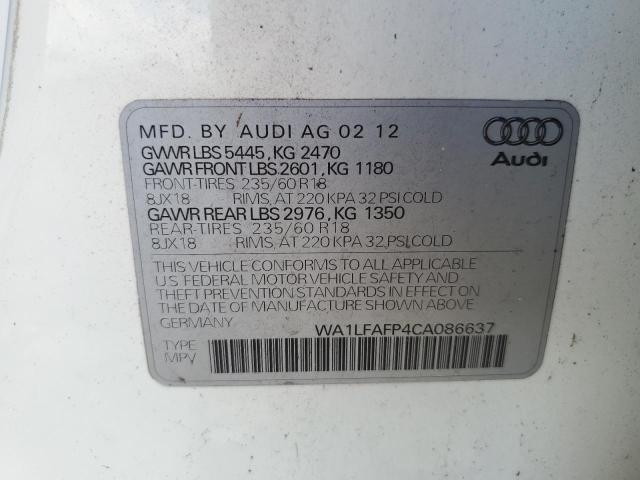 MFD. BY AUDI AG 02 12
GVWR LBS 5445, KG 2470
GAWR FRONT LBS 2601, KG 1180
FRONT-TIRES 235/60 R18
8JX18 RIMS, AT 220 KPA 32 PSI COLD
GAWR REAR LBS 2976, KG 1350
REAR-TIRES 235/60 R18
8JX18 RIMS, AT 220 KPA 32 PSI COLD
Audi
THIS VEHICLE CONFORMS TO ALL APPLICABLE
U.S. FEDERAL MOTOR VEHICLE SAFETY AND
THEFT PREVENTION STANDARDS IN EFFECT ON
THE DATE OF MANUFACTURE SHOWN ABOVE.
GERMANY
WA1LFAFP4CA086637
TYPE
MPV